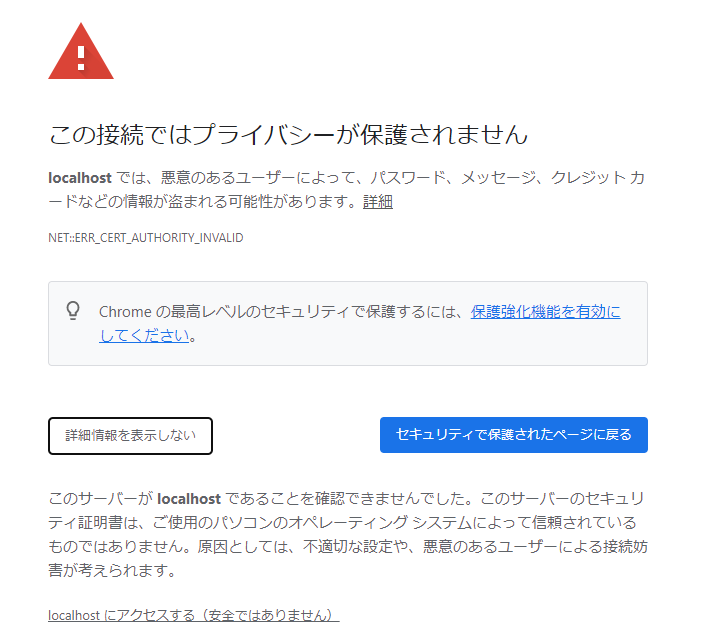 この接続ではプライバシーが保護されません
localhost では、悪意のあるユーザーによって、パスワード、メッセージ、クレジット カ
ードなどの情報が盗まれる可能性があります。詳細
NET::ERR_CERT_AUTHORITY_INVALID
Chrome の最高レベルのセキュリティで保護するには、保護強化機能を有効に
してください。
詳細情報を表示しない
セキュリティで保護されたページに戻る
このサーバーが localhost であることを確認できませんでした。このサーバーのセキュリ
ティ証明書は、ご使用のパソコンのオペレーティング システムによって信頼されている
ものではありません。原因としては、不適切な設定や、悪意のあるユーザーによる接続妨
害が考えられます。
localhost にアクセスする（安全ではありません）